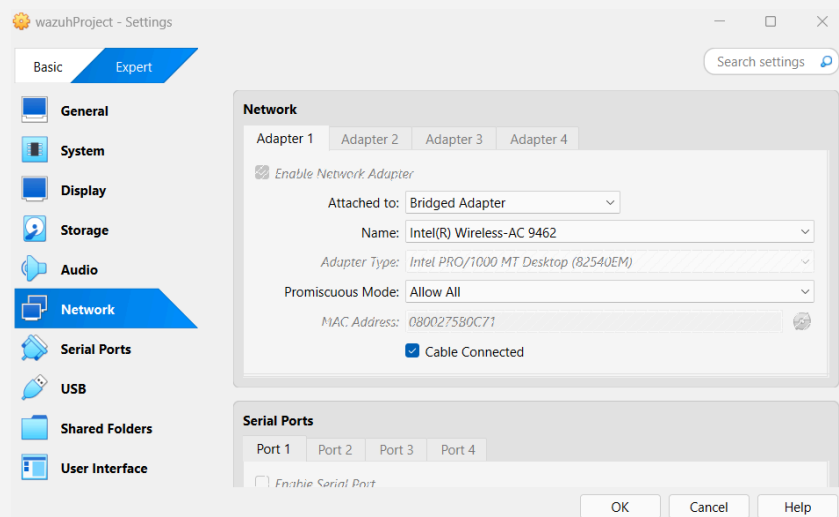 wazuhProject - Settings
Basic
Expert
Search settings
General
System
Display
Storage
Audio
Network
Serial Ports
USB
Shared Folders
User Interface
Network
Adapter 1 Adapter 2 Adapter 3 Adapter 4
Enable Network Adapter
Attached to: Bridged Adapter
Name: Intel(R) Wireless-AC 9462
Adapter Type: Intel PRO/1000 MT Desktop (82540EM)
Promiscuous Mode: Allow All
MAC Address: 0800275B0C71
Cable Connected
Serial Ports
Port 1 Port 2 Port 3 Port 4
Enable Serial Port
OK Cancel Help